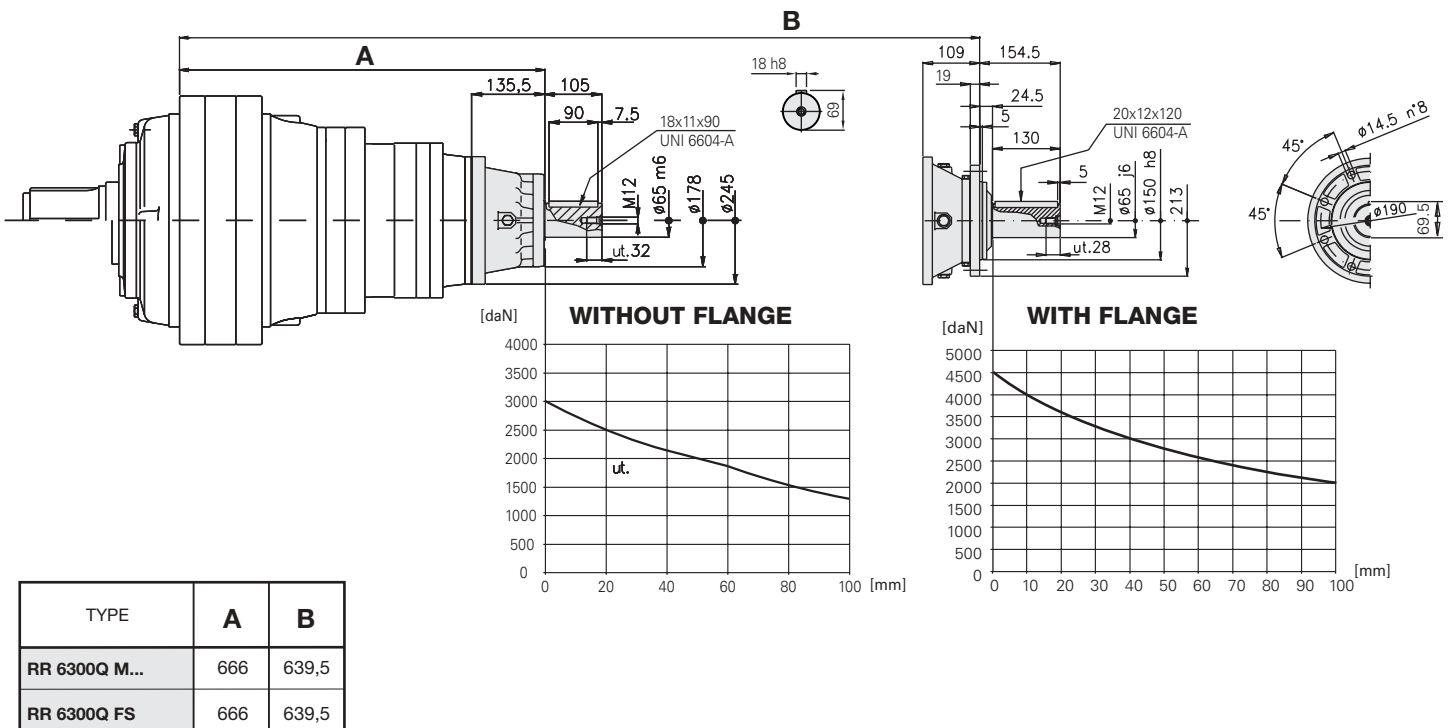 B
A
135,5
105
90
7.5
18x11x90
UNI 6604-A
M12
ø65 m6
ø178
ø245
ut.32
18 h8
69
109
154.5
19
24.5
5
130
20x12x120
UNI 6604-A
5
M12
ø65 j6
ø150 h8
213
ut.28
45°
45°
ø14.5 n°8
ø190
69.5
[daN]
WITHOUT FLANGE
4000
3500
3000
2500
2000
1500
1000
500
0
ut.
0 20 40 60 80 100 [mm]
[daN]
WITH FLANGE
5000
4500
4000
3500
3000
2500
2000
1500
1000
500
0
0 10 20 30 40 50 60 70 80 90 100 [mm]
TYPE A B
RR 6300Q M... 666 639,5
RR 6300Q FS 666 639,5